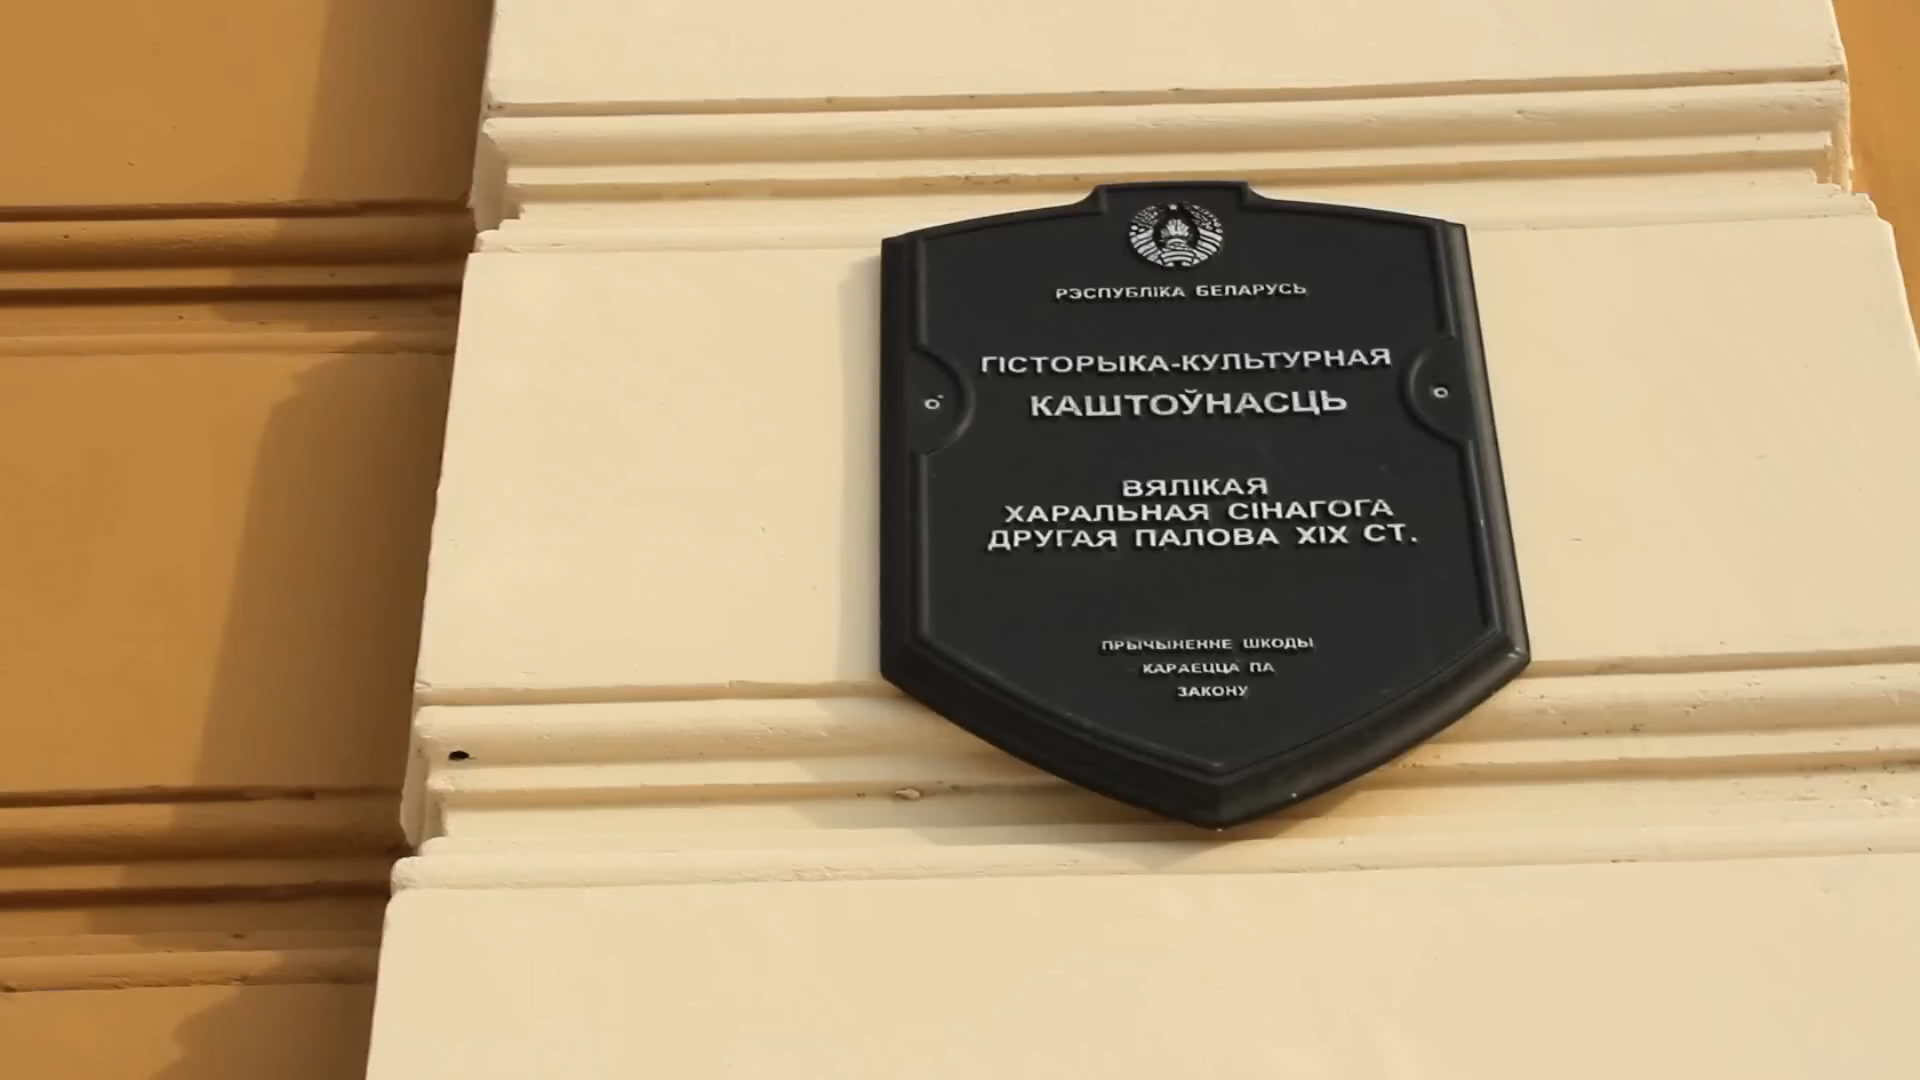 РЭСПУБЛІКА БЕЛАРУСЬ
ГІСТОРЫКА-КУЛЬТУРНАЯ
КАШТОЎНАСЦЬ
ВЯЛІКАЯ
ХАРАЛЬНАЯ СІНАГОГА
ДРУГАЯ ПАЛОВА XIX СТ.
ПРЫЧЫНЕННЕ ШКОДЫ
КАРАЕЦЦА ПА
ЗАКОНУ